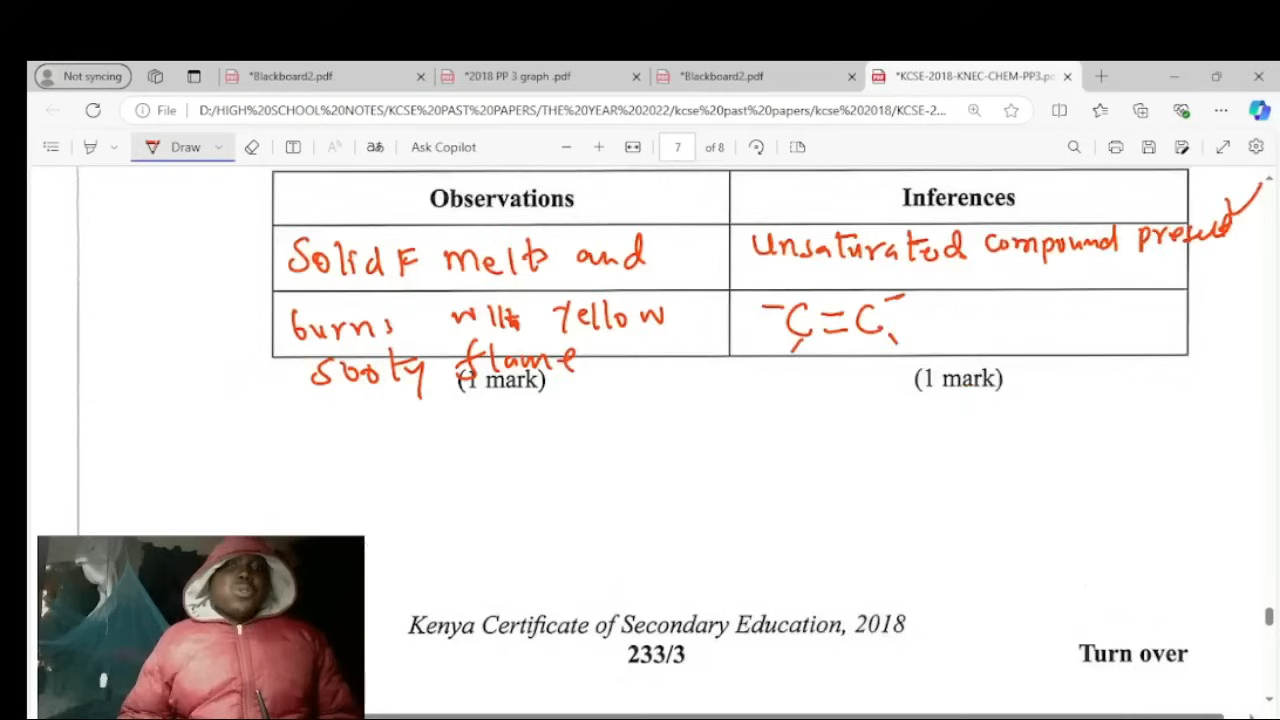 Not syncing
*Blackboard2.pdf
*2018 PP 3 graph .pdf
*Blackboard2.pdf
*KCSE-2018-KNEC-CHEM-PP3.p
File
D:/HIGH%20SCHOOL%20NOTES/KCSE%20PAST%20PAPERS/THE%20YEAR%202022/kcse%20past%20papers/kcse%202018/KCSE-2...
Draw
Ask Copilot
7 of 8
Observations
Inferences
Solid F melts and
Unsaturated compound present
burns with yellow
C=C
sooty flame
(1 mark)
(1 mark)
Kenya Certificate of Secondary Education, 2018
233/3
Turn over